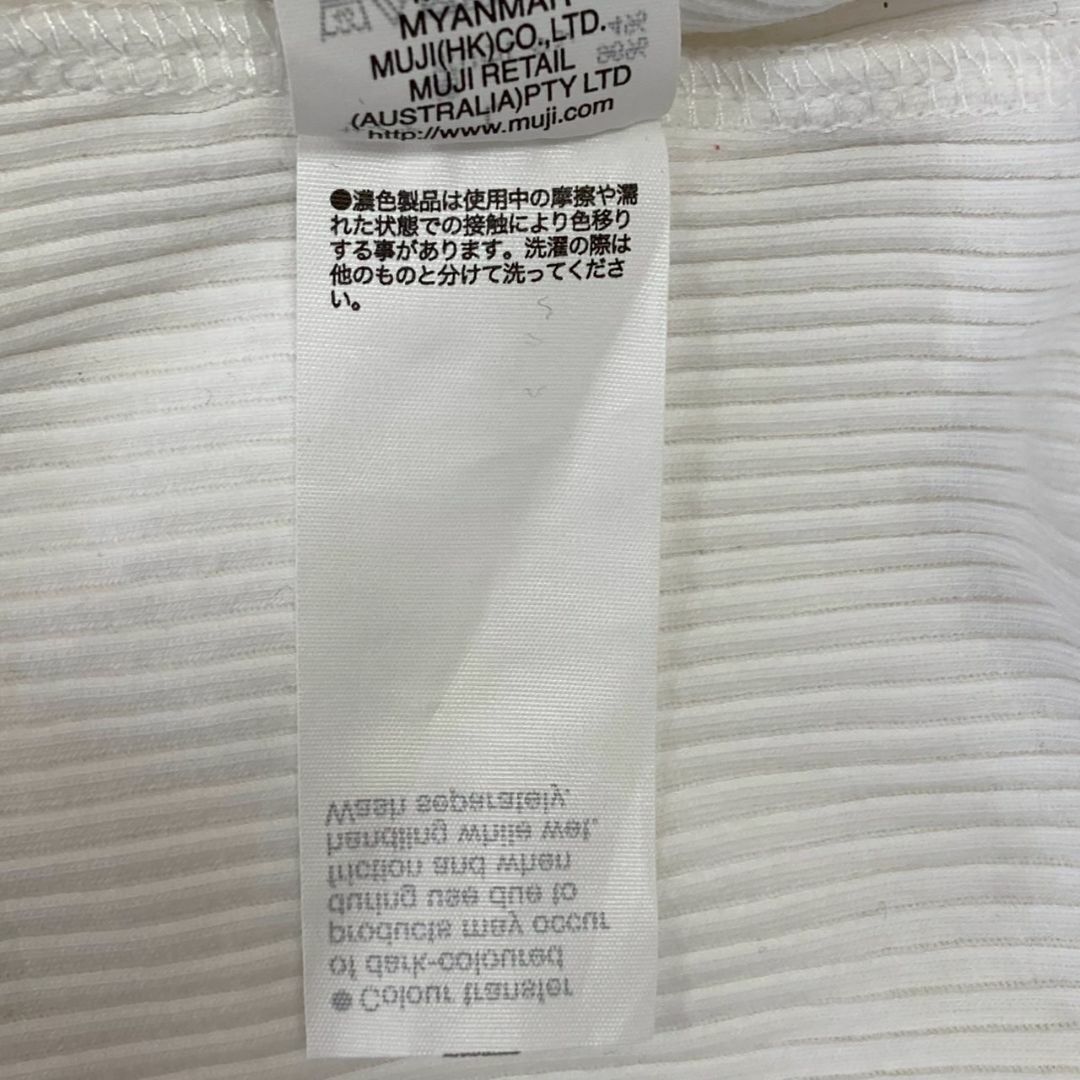 MYANMAR
MUJI(HK)CO.,LTD.
MUJI RETAIL
(AUSTRALIA)PTY LTD
http://www.muji.com
●濃色製品は使用中の摩擦や濡
れた状態での接触により色移り
する事があります。洗濯の際は
他のものと分けて洗ってくださ
い。
● Colour transfer
of dark-coloured
products may occur
during use due to
friction and when
handling while wet.
Wash separately.